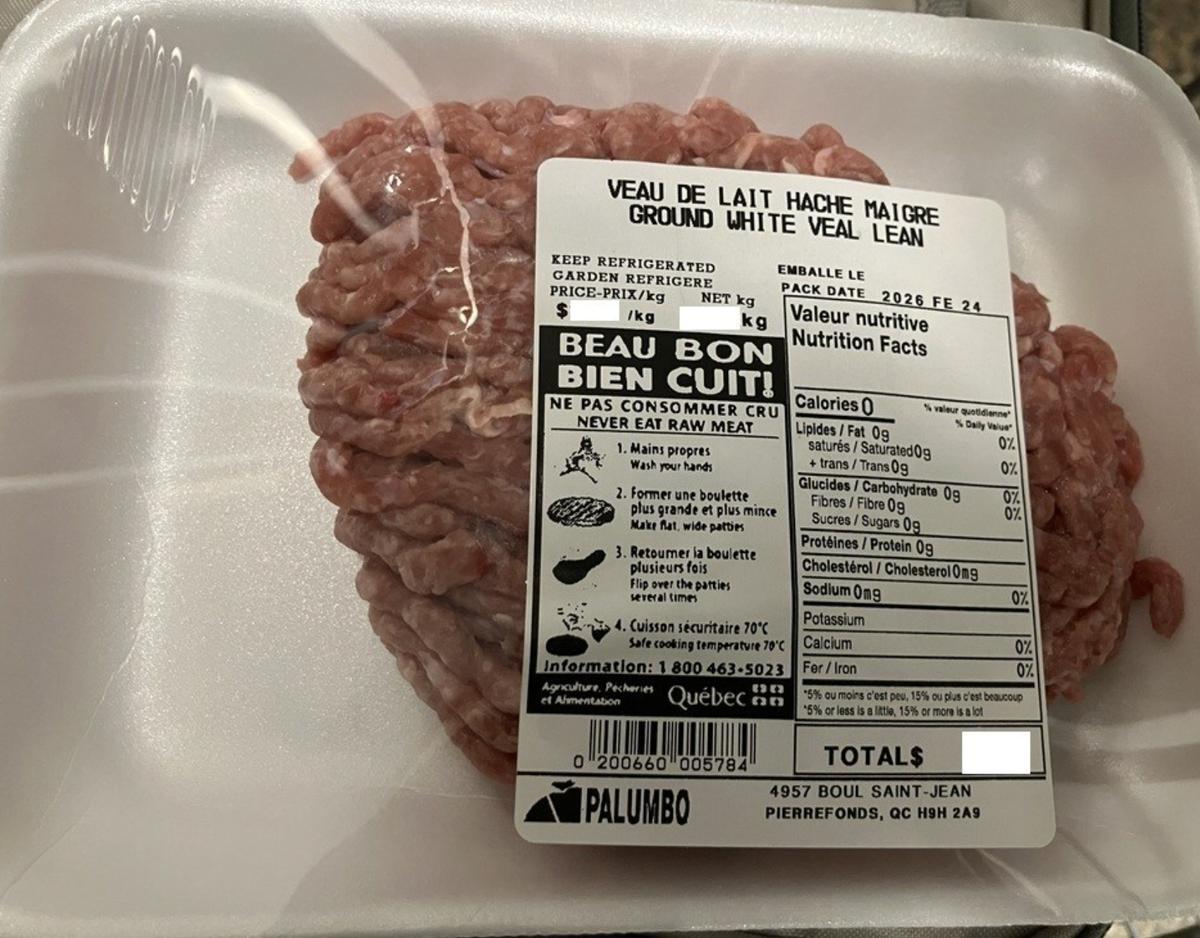 VEAU DE LAIT HACHE MAIGRE
GROUND WHITE VEAL LEAN
KEEP REFRIGERATED
GARDEN REFRIGERE
PRICE-PRIX/kg NET kg
$ /kg kg
EMBALLE LE
PACK DATE 2026 FE 24
BEAU BON
BIEN CUIT!
NE PAS CONSOMMER CRU
NEVER EAT RAW MEAT
1. Mains propres
Wash your hands
2. Former une boulette
plus grande et plus mince
Make flat, wide patties
3. Retourner la boulette
plusieurs fois
Flip over the patties
several times
4. Cuisson sécuritaire 70°C
Safe cooking temperature 70°C
Information: 1 800 463-5023
Agriculture, Pêcheries
et Alimentation
Québec
Valeur nutritive
Nutrition Facts
Calories 0
% valeur quotidienne*
% Daily Value*
Lipides / Fat 0g 0%
saturés / Saturated 0g
+ trans / Trans 0g 0%
Glucides / Carbohydrate 0g 0%
Fibres / Fibre 0g 0%
Sucres / Sugars 0g
Protéines / Protein 0g
Cholestérol / Cholesterol 0mg
Sodium 0mg 0%
Potassium
Calcium 0%
Fer / Iron 0%
*5% ou moins c'est peu, 15% ou plus c'est beaucoup
*5% or less is a little, 15% or more is a lot
0 200660 005784
TOTAL$
PALUMBO
4957 BOUL SAINT-JEAN
PIERREFONDS, QC H9H 2A9